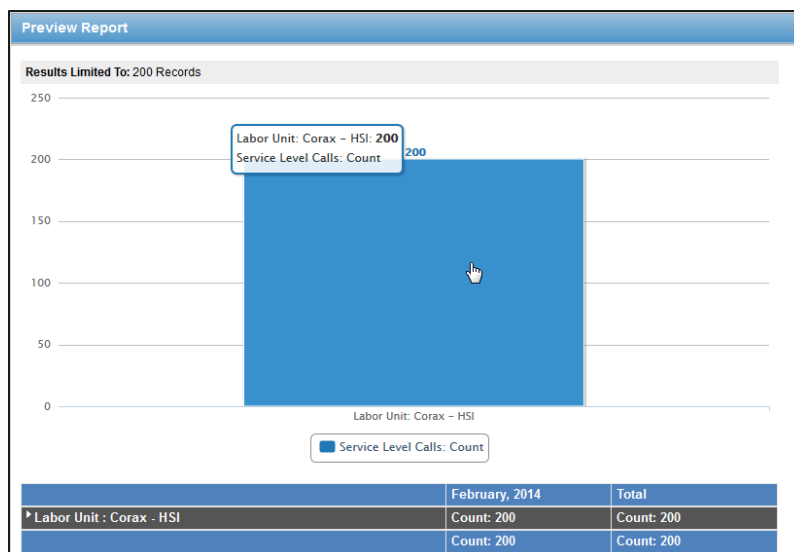 Preview Report
Results Limited To: 200 Records
250
Labor Unit: Corax – HSI: 200
Service Level Calls: Count
200
200
150
100
50
0
Labor Unit: Corax – HSI
Service Level Calls: Count
February, 2014 Total
Labor Unit : Corax - HSI Count: 200 Count: 200
Count: 200 Count: 200